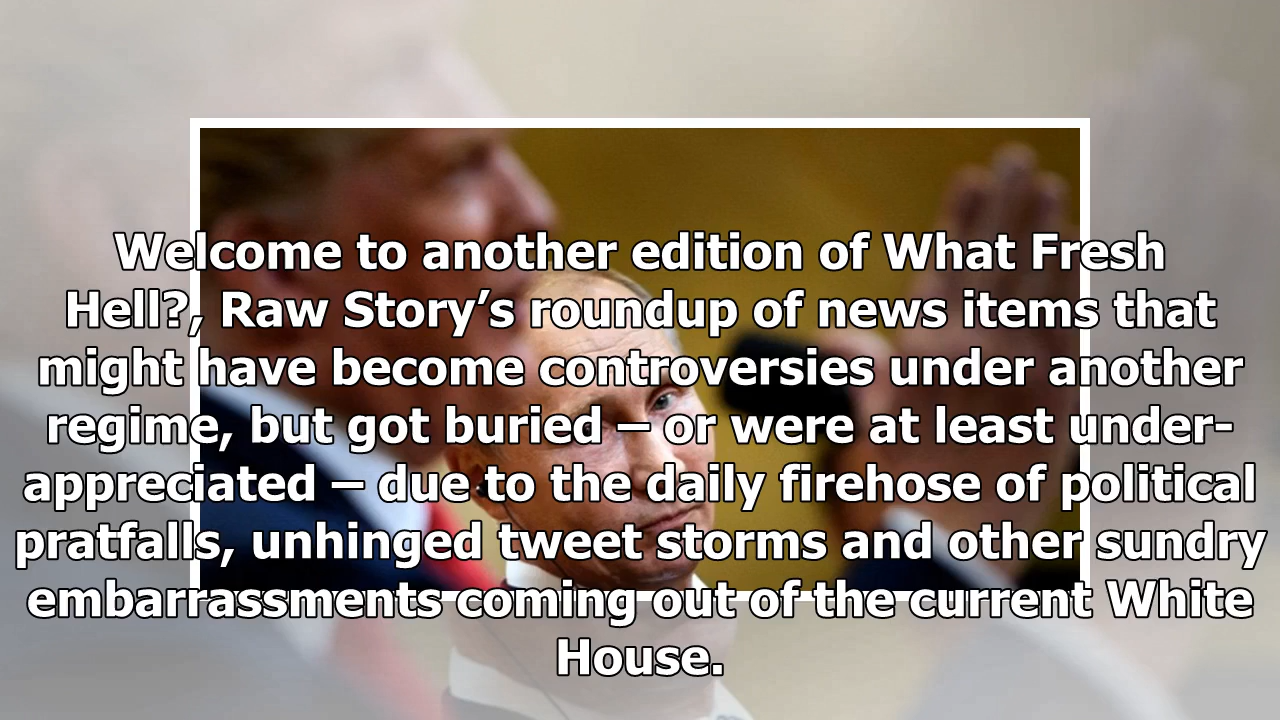 Welcome to another edition of What Fresh
Hell?, Raw Story’s roundup of news items that
might have become controversies under another
regime, but got buried – or were at least under-
appreciated – due to the daily firehose of political
pratfalls, unhinged tweet storms and other sundry
embarrassments coming out of the current White
House.